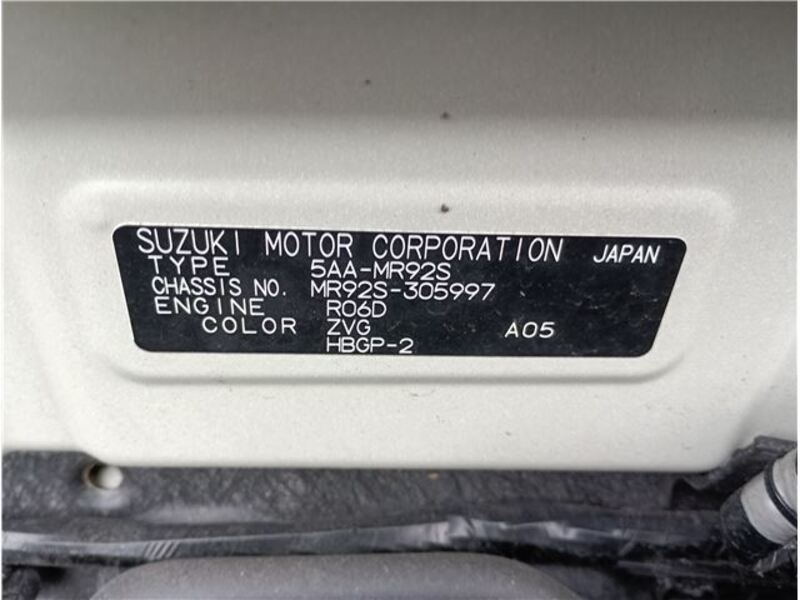 SUZUKI MOTOR CORPORATION JAPAN
TYPE 5AA-MR92S
CHASSIS NO. MR92S-305997
ENGINE R06D
COLOR ZVG A05
HBGP-2